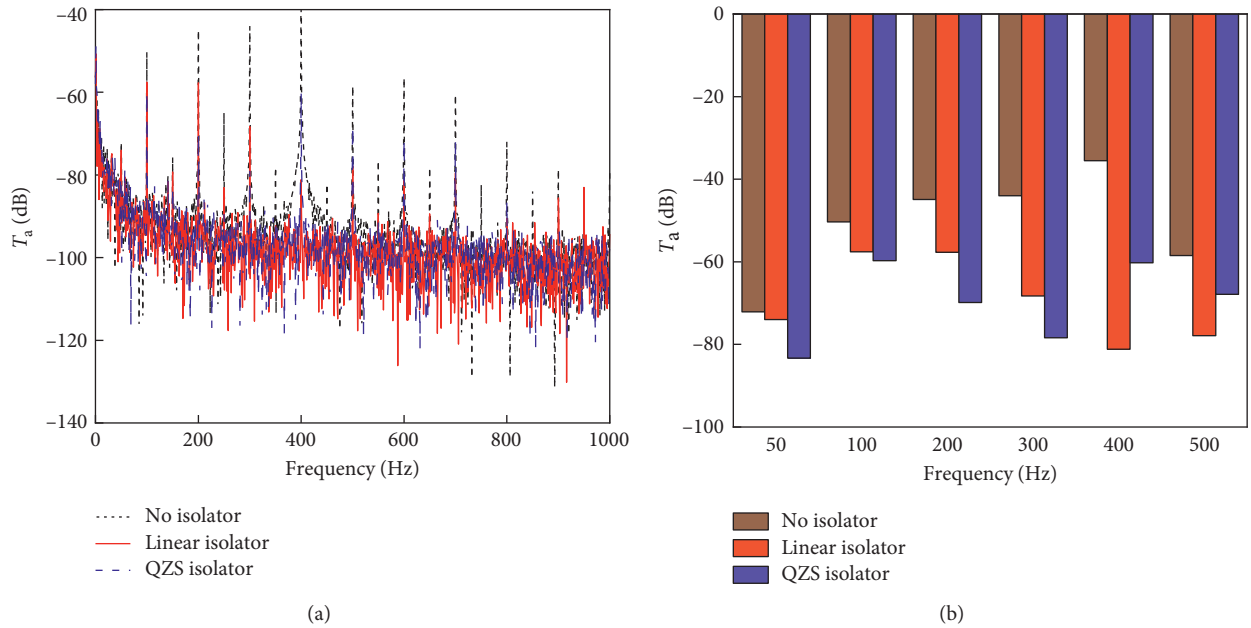 −40
−60
−80
−100
−120
−140
T_a (dB)
0 200 400 600 800 1000
Frequency (Hz)
No isolator
Linear isolator
QZS isolator
(a)
0
−20
−40
−60
−80
−100
T_a (dB)
50 100 200 300 400 500
Frequency (Hz)
No isolator
Linear isolator
QZS isolator
(b)